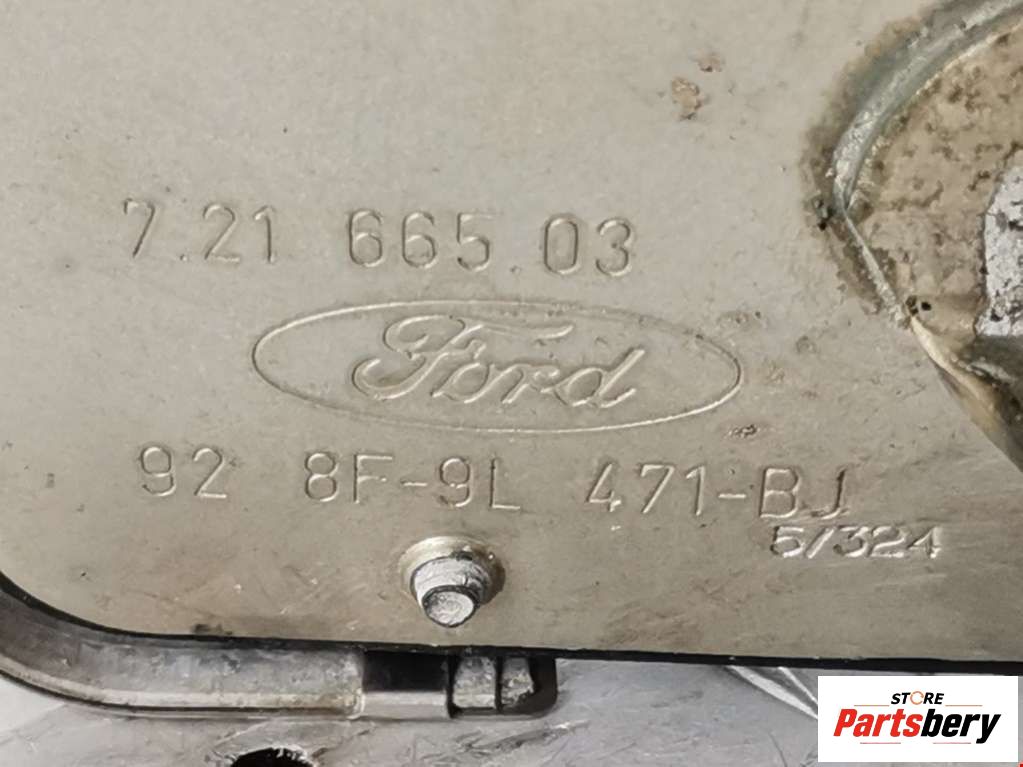 7.21 665.03
Ford
92 8F-9L 471-BJ
5/324
STORE
Partsbery